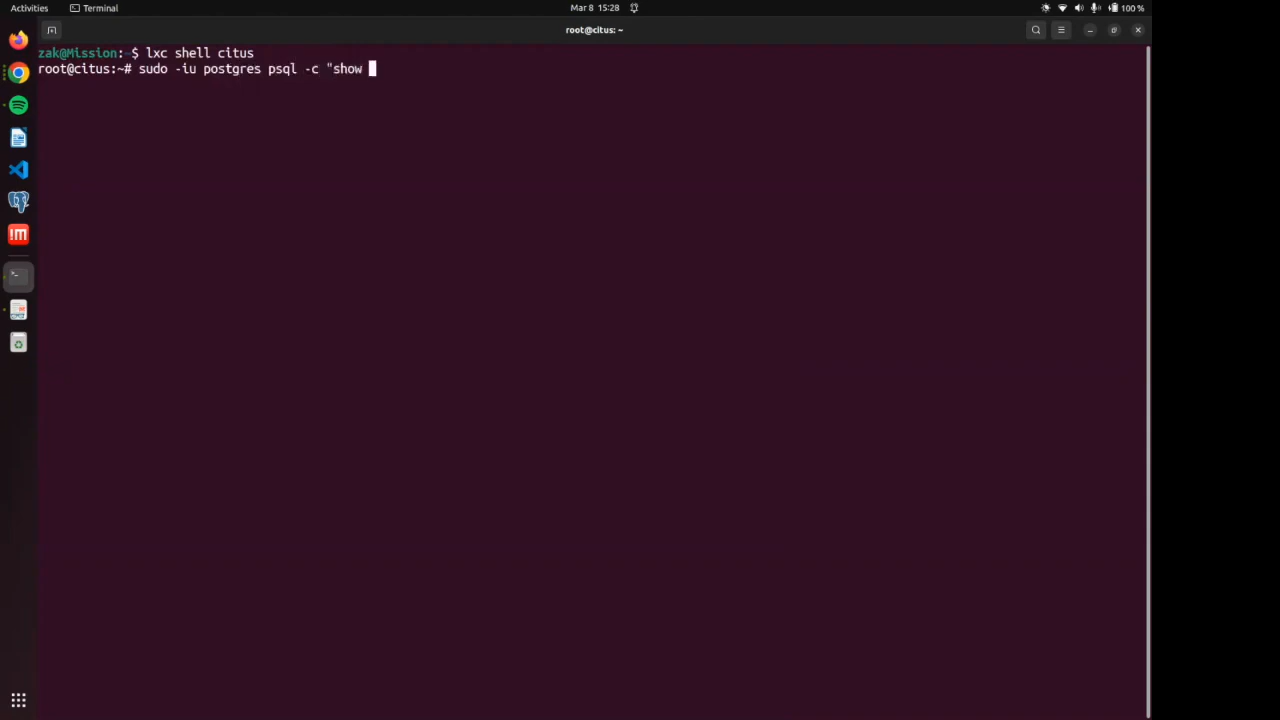 Activities
Terminal
Mar 8 15:28
100 %
root@citus: ~
zak@Mission:~$ lxc shell citus
root@citus:~# sudo -iu postgres psql -c "show